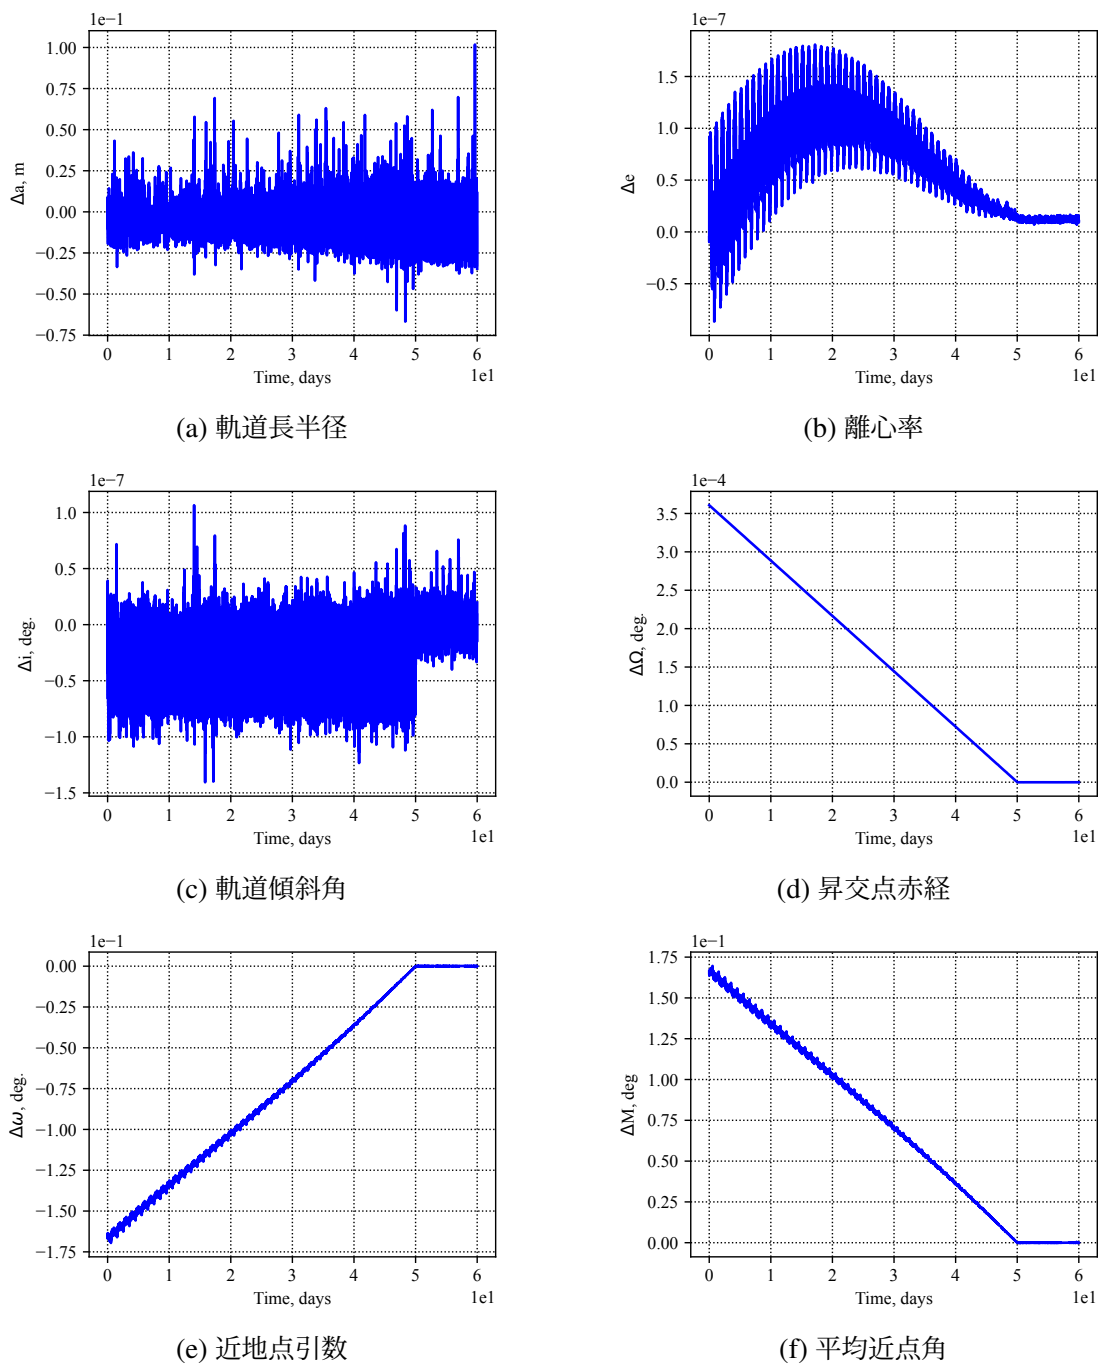 1e−1
1.00
0.75
0.50
0.25
0.00
−0.25
−0.50
−0.75
Δa, m
0 1 2 3 4 5 6
1e1
Time, days
(a) 軌道長半径
1e−7
1.5
1.0
0.5
0.0
−0.5
Δe
0 1 2 3 4 5 6
1e1
Time, days
(b) 離心率
1e−7
1.0
0.5
0.0
−0.5
−1.0
−1.5
Δi, deg.
0 1 2 3 4 5 6
1e1
Time, days
(c) 軌道傾斜角
1e−4
3.5
3.0
2.5
2.0
1.5
1.0
0.5
0.0
ΔΩ, deg.
0 1 2 3 4 5 6
1e1
Time, days
(d) 昇交点赤経
1e−1
0.00
−0.25
−0.50
−0.75
−1.00
−1.25
−1.50
−1.75
Δω, deg.
0 1 2 3 4 5 6
1e1
Time, days
(e) 近地点引数
1e−1
1.75
1.50
1.25
1.00
0.75
0.50
0.25
0.00
ΔM, deg
0 1 2 3 4 5 6
1e1
Time, days
(f) 平均近点角